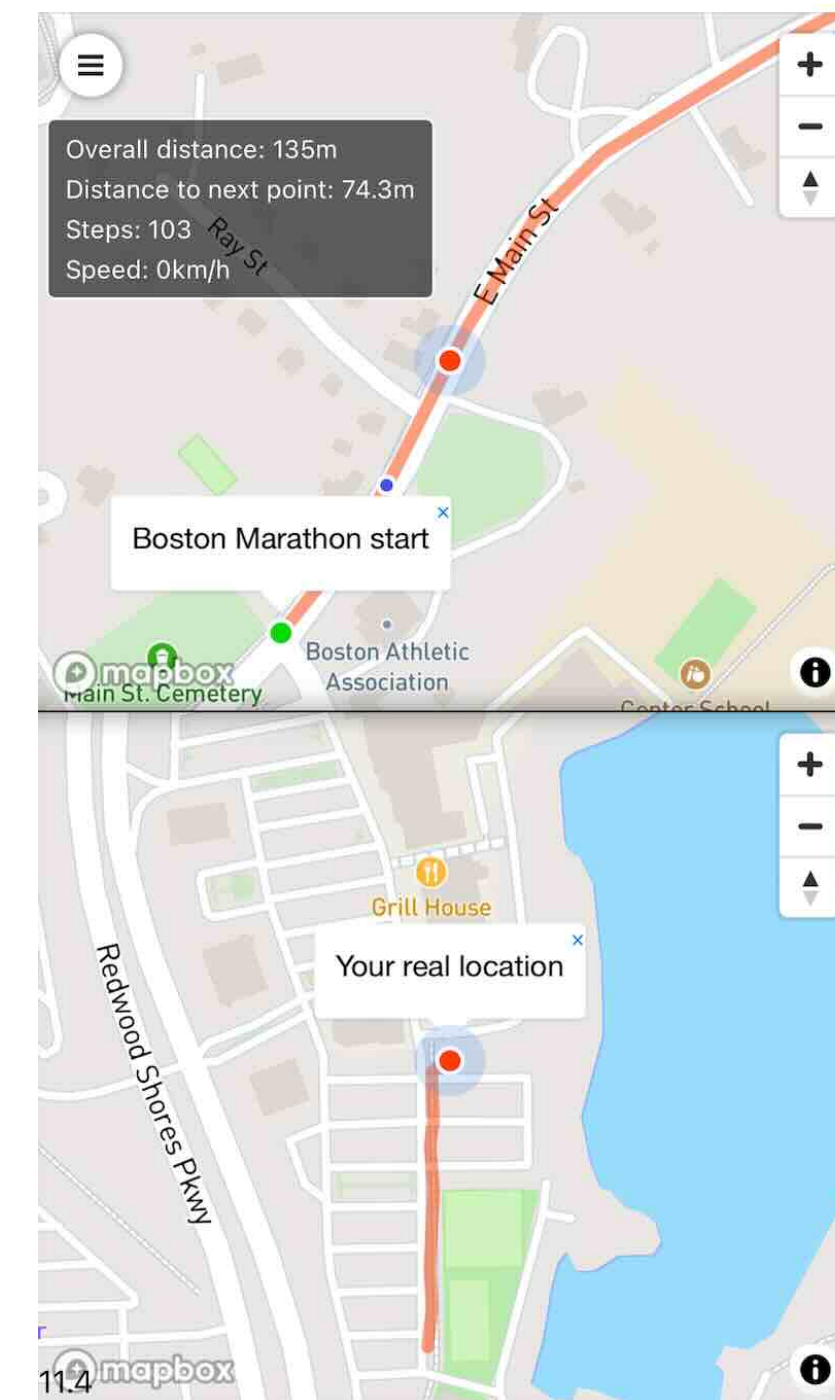 Overall distance: 135m
Distance to next point: 74.3m
Steps: 103
Speed: 0km/h
Ray St
E Main St
Boston Marathon start
×
Boston Athletic
Association
mapbox
Main St. Cemetery
Center School
Grill House
Your real location
×
Redwood Shores Pkwy
mapbox
11.4